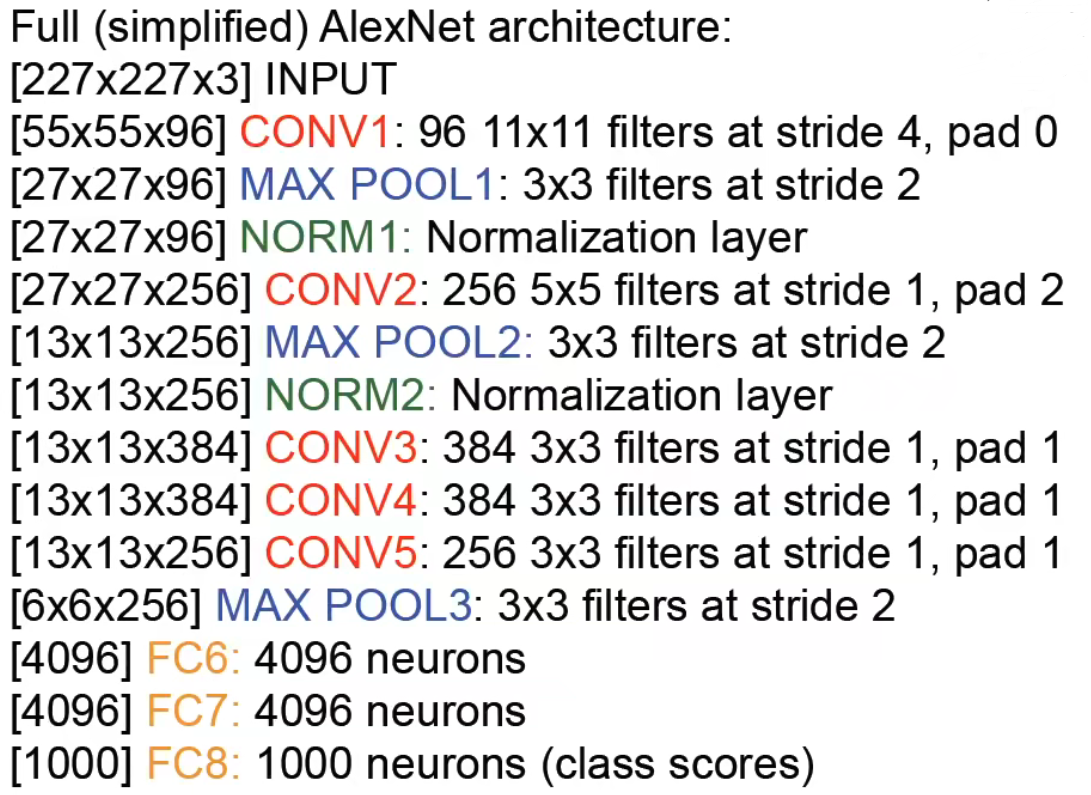 Full (simplified) AlexNet architecture:
[227x227x3] INPUT
[55x55x96] CONV1: 96 11x11 filters at stride 4, pad 0
[27x27x96] MAX POOL1: 3x3 filters at stride 2
[27x27x96] NORM1: Normalization layer
[27x27x256] CONV2: 256 5x5 filters at stride 1, pad 2
[13x13x256] MAX POOL2: 3x3 filters at stride 2
[13x13x256] NORM2: Normalization layer
[13x13x384] CONV3: 384 3x3 filters at stride 1, pad 1
[13x13x384] CONV4: 384 3x3 filters at stride 1, pad 1
[13x13x256] CONV5: 256 3x3 filters at stride 1, pad 1
[6x6x256] MAX POOL3: 3x3 filters at stride 2
[4096] FC6: 4096 neurons
[4096] FC7: 4096 neurons
[1000] FC8: 1000 neurons (class scores)